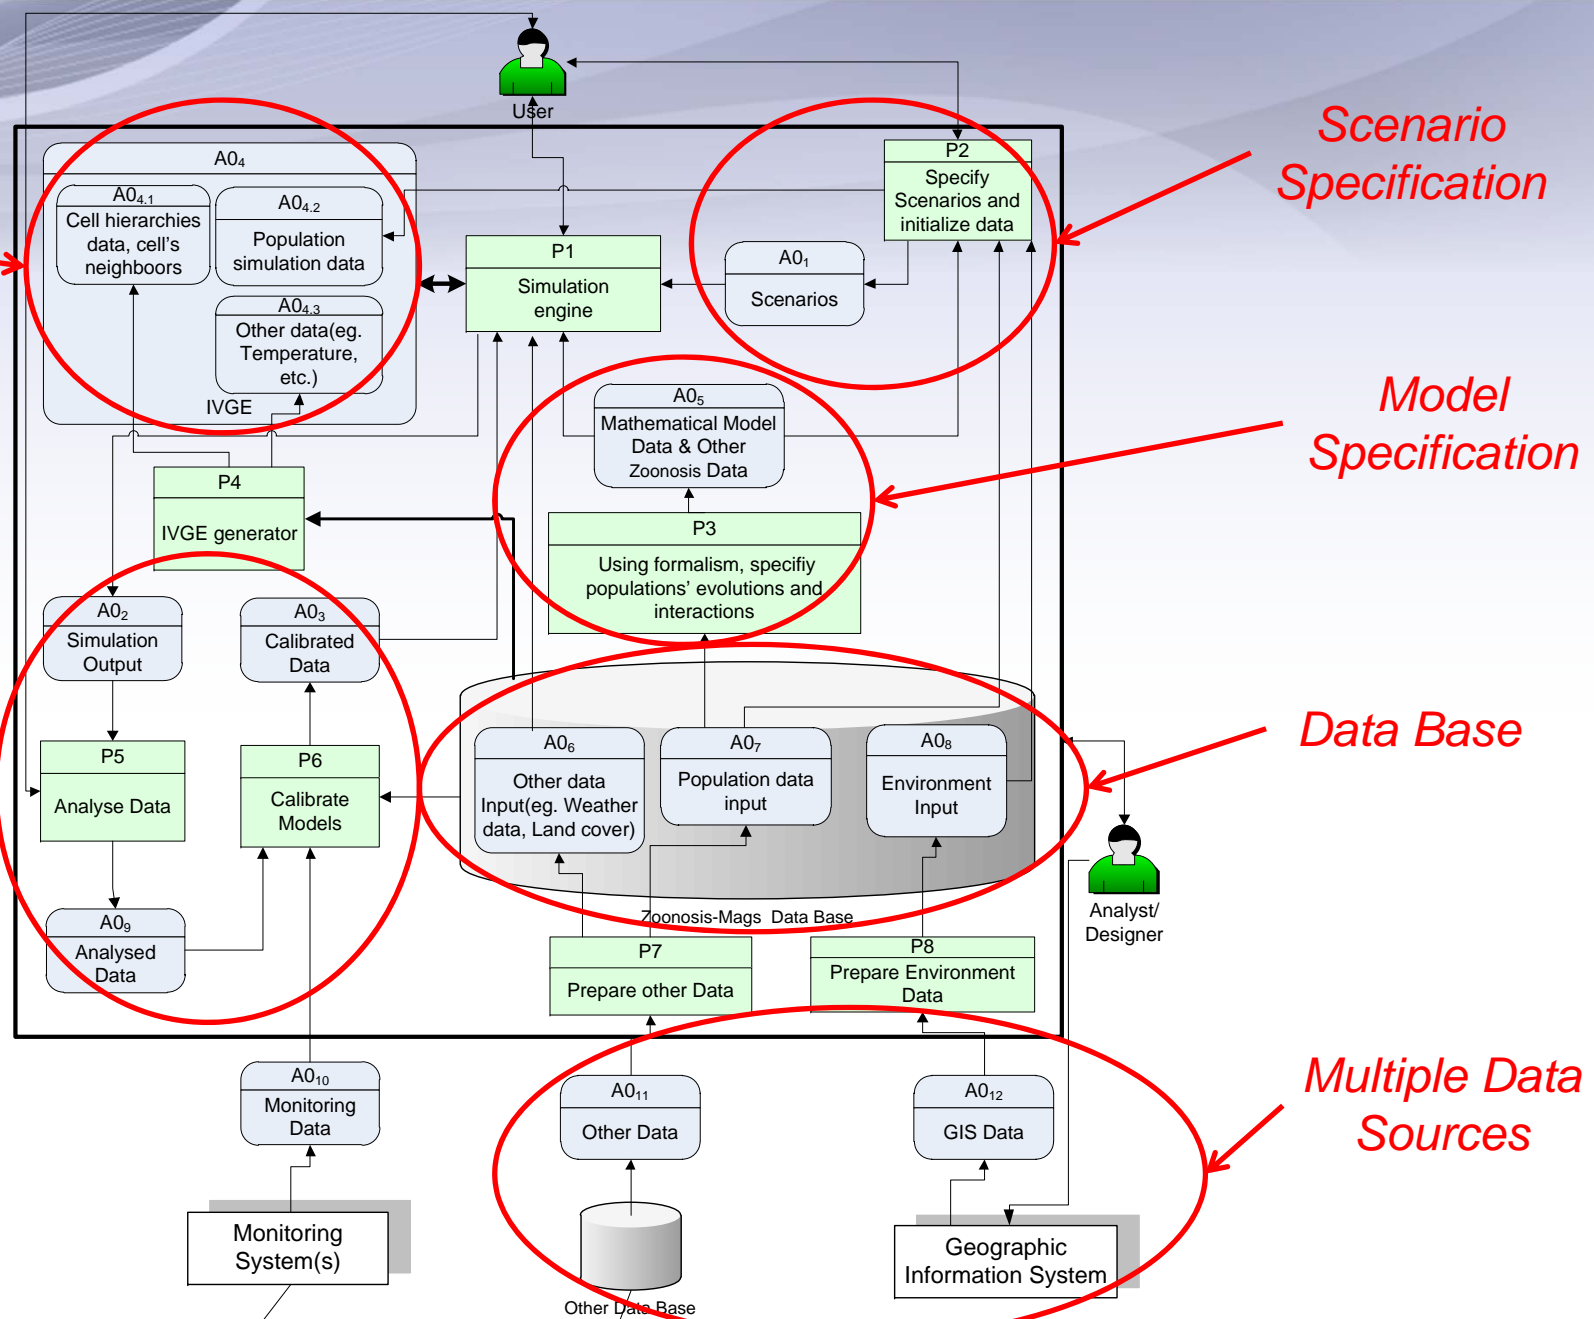 User
Scenario
Specification
A0₄
A0₄.₁
Cell hierarchies
data, cell's
neighboors
A0₄.₂
Population
simulation data
A0₄.₃
Other data(eg.
Temperature,
etc.)
IVGE
P2
Specify
Scenarios and
initialize data
P1
Simulation
engine
A0₁
Scenarios
Model
Specification
A0₅
Mathematical Model
Data & Other
Zoonosis Data
P4
IVGE generator
P3
Using formalism, specifiy
populations' evolutions and
interactions
A0₂
Simulation
Output
A0₃
Calibrated
Data
Data Base
P5
Analyse Data
P6
Calibrate
Models
A0₆
Other data
Input(eg. Weather
data, Land cover)
A0₇
Population data
input
A0₈
Environment
Input
Zoonosis-Mags Data Base
Analyst/
Designer
A0₉
Analysed
Data
P7
Prepare other Data
P8
Prepare Environment
Data
Multiple Data
Sources
A0₁₀
Monitoring
Data
A0₁₁
Other Data
A0₁₂
GIS Data
Monitoring
System(s)
Geographic
Information System
Other Data Base